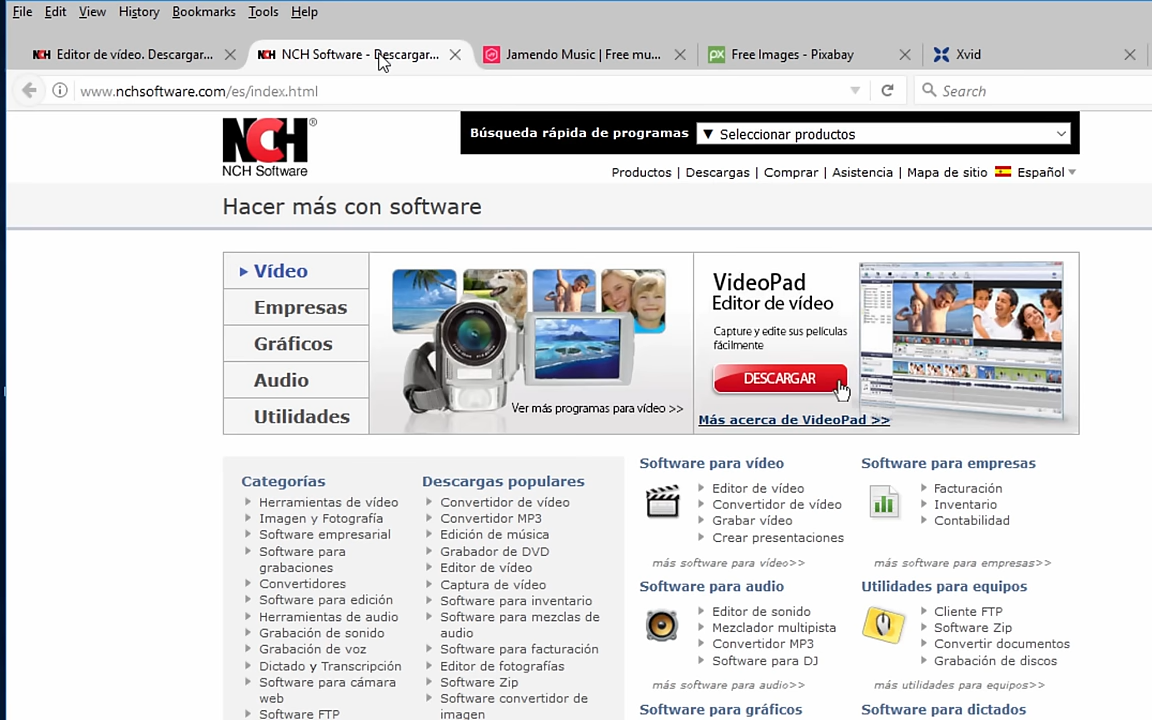 File Edit View History Bookmarks Tools Help
NCH Editor de vídeo. Descargar... NCH NCH Software - Descargar... Jamendo Music | Free mu... px Free Images - Pixabay Xvid
www.nchsoftware.com/es/index.html Search
NCH®
NCH Software
Búsqueda rápida de programas ▼ Seleccionar productos
Productos | Descargas | Comprar | Asistencia | Mapa de sitio Español
Hacer más con software
Vídeo
Empresas
Gráficos
Audio
Utilidades
Ver más programas para vídeo >>
VideoPad
Editor de vídeo
Capture y edite sus películas
fácilmente
DESCARGAR
Más acerca de VideoPad >>
Categorías
Herramientas de vídeo
Imagen y Fotografía
Software empresarial
Software para
grabaciones
Convertidores
Software para edición
Herramientas de audio
Grabación de sonido
Grabación de voz
Dictado y Transcripción
Software para cámara
web
Software FTP
Descargas populares
Convertidor de vídeo
Convertidor MP3
Edición de música
Grabador de DVD
Editor de vídeo
Captura de vídeo
Software para inventario
Software para mezclas de
audio
Software para facturación
Editor de fotografías
Software Zip
Software convertidor de
imagen
Software para vídeo
Editor de vídeo
Convertidor de vídeo
Grabar vídeo
Crear presentaciones
más software para vídeo>>
Software para empresas
Facturación
Inventario
Contabilidad
más software para empresas>>
Software para audio
Editor de sonido
Mezclador multipista
Convertidor MP3
Software para DJ
más software para audio>>
Utilidades para equipos
Cliente FTP
Software Zip
Convertir documentos
Grabación de discos
más utilidades para equipos>>
Software para gráficos
Software para dictados